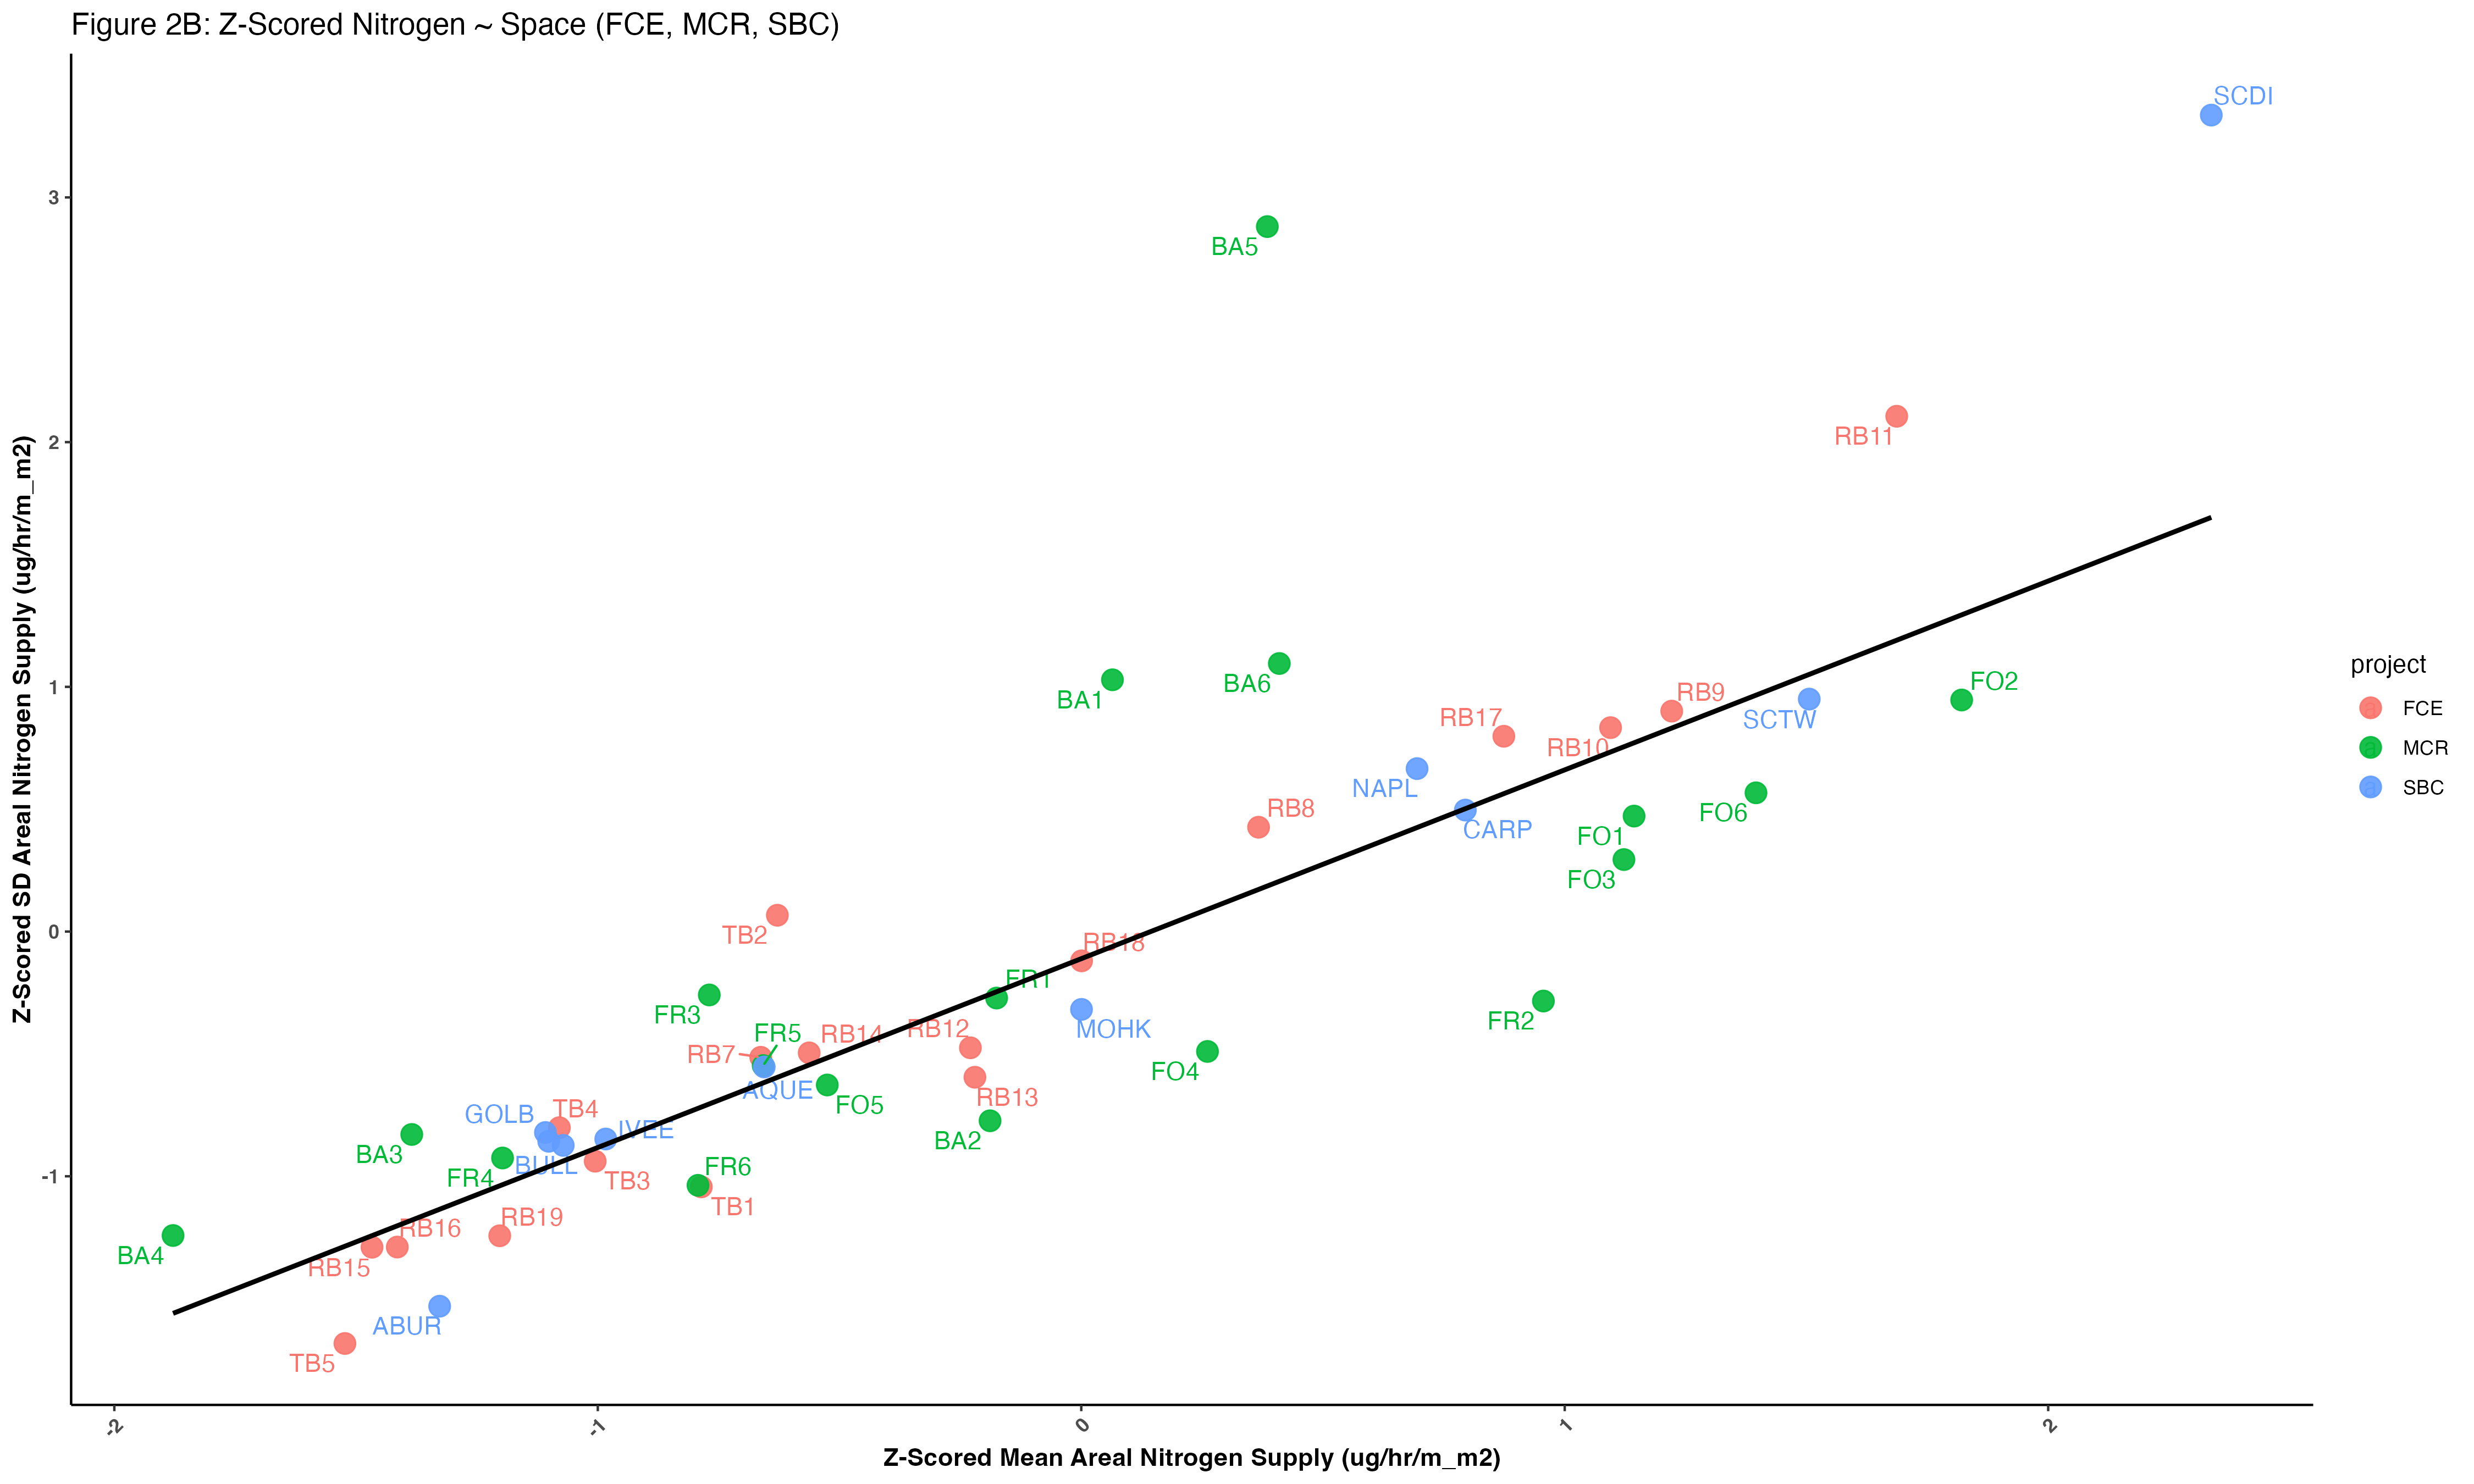 Figure 2B: Z-Scored Nitrogen ~ Space (FCE, MCR, SBC)
Z-Scored SD Areal Nitrogen Supply (ug/hr/m_m2)
3
2
1
0
-1
SCDI
BA5
RB11
BA1
BA6
RB9
FO2
RB17
SCTW
RB10
NAPL
RB8
FO6
CARP
FO1
FO3
TB2
RB18
FR1
FR3
MOHK
FR2
FR5
RB14
RB12
RB7
FO4
AQUE
RB13
FO5
GOLB
TB4
IVEE
BA2
BA3
BULL
FR6
FR4
TB3
TB1
RB19
RB16
BA4
RB15
ABUR
TB5
-2
-1
0
1
2
Z-Scored Mean Areal Nitrogen Supply (ug/hr/m_m2)
project
a FCE
a MCR
a SBC